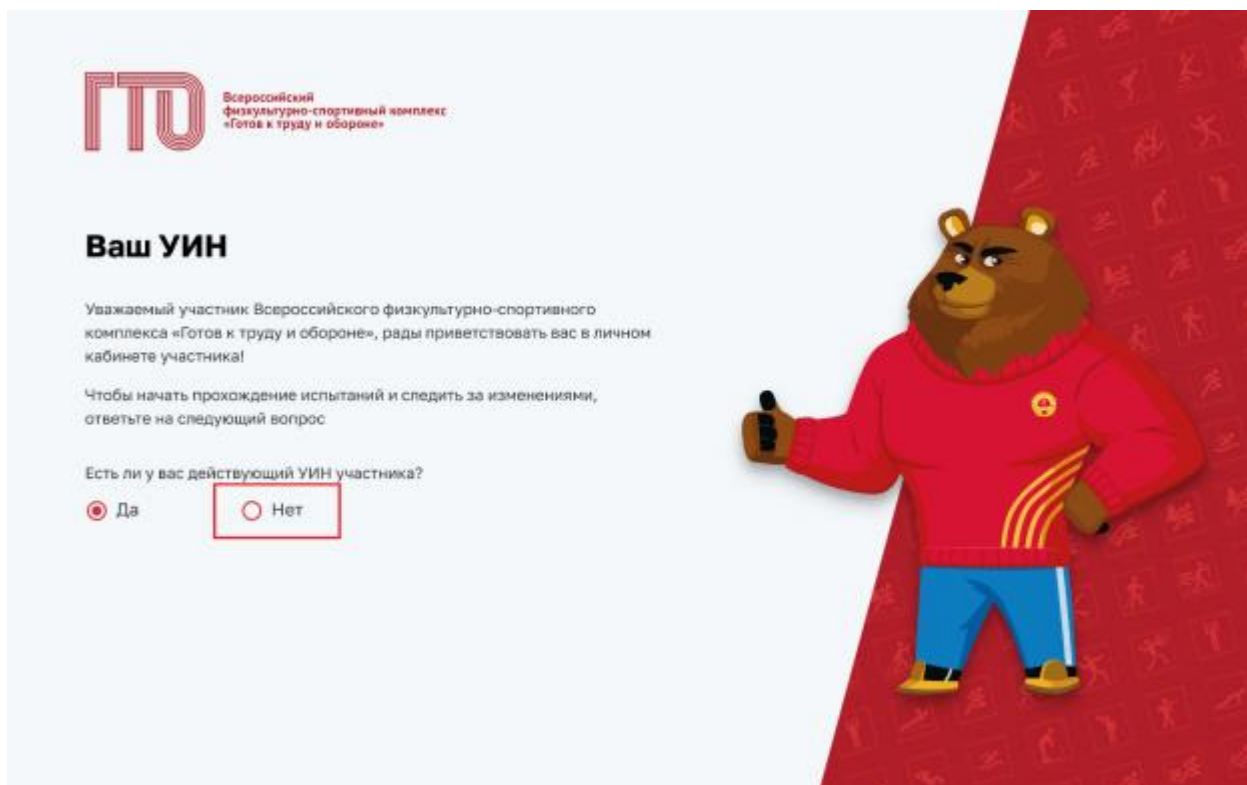 ГТО
Всероссийский
физкультурно-спортивный комплекс
«Готов к труду и обороне»
Ваш УИН
Уважаемый участник Всероссийского физкультурно-спортивного
комплекса «Готов к труду и обороне», рады приветствовать вас в личном
кабинете участника!
Чтобы начать прохождение испытаний и следить за изменениями,
ответьте на следующий вопрос
Есть ли у вас действующий УИН участника?
Да Нет